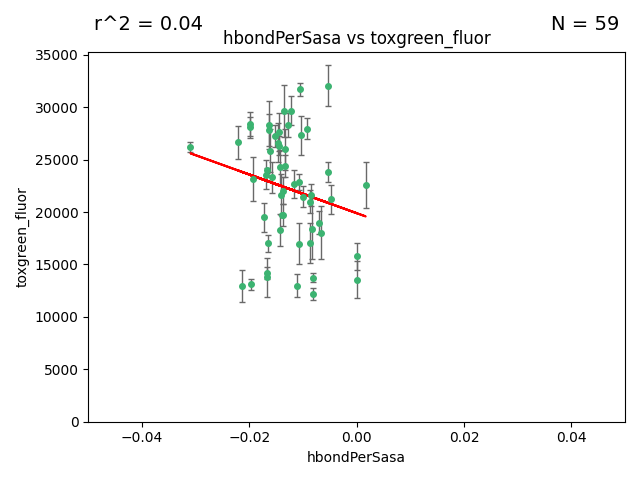 r^2 = 0.04
N = 59
hbondPerSasa vs toxgreen_fluor
35000
30000
25000
20000
15000
10000
5000
0
toxgreen_fluor
−0.04
−0.02
0.00
0.02
0.04
hbondPerSasa